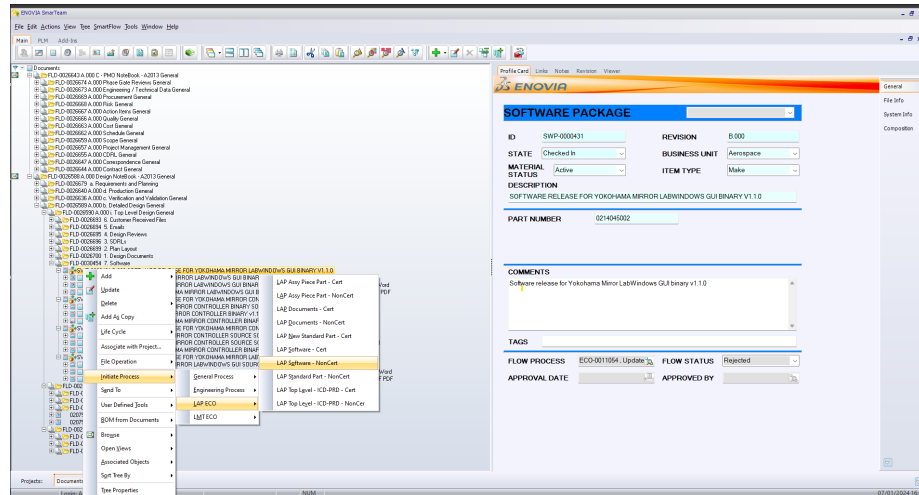 ENOVIA SmarTeam
File Edit Actions View Tree SmartFlow Tools Window Help
Main PLM Add-Ins
Documents
FLD-0026643 A.000 C - PMO NoteBook - A2013 General
FLD-0026674 A.000 Phase Gate Reviews General
FLD-0026673 A.000 Engineering / Technical Data General
FLD-0026669 A.000 Procurement General
FLD-0026668 A.000 Risk General
FLD-0026667 A.000 Action Items General
FLD-0026666 A.000 Quality General
FLD-0026663 A.000 Cost General
FLD-0026662 A.000 Schedule General
FLD-0026659 A.000 Scope General
FLD-0026657 A.000 Project Management General
FLD-0026655 A.000 CDRL General
FLD-0026647 A.000 Correspondence General
FLD-0026644 A.000 Contract General
FLD-0026588 A.000 Design NoteBook - A2013 General
FLD-0026679 a. Requirements and Planning
FLD-0026640 A.000 d. Production General
FLD-0026636 A.000 c. Verification and Validation General
FLD-0026589 A.000 b. Detailed Design General
FLD-0026590 A.000 i. Top Level Design General
FLD-0026693 6. Customer Received Files
FLD-0026694 5. Emails
FLD-0026695 4. Design Reviews
FLD-0026696 3. SDRLs
FLD-0026699 2. Plan Layout
FLD-0026700 1. Design Documents
FLD-0030454 7. Software
SE FOR YOKOHAMA MIRROR LABWINDOWS GUI BINARY V1.1.0
Add
Update
Delete
Add As Copy
Life Cycle
Associate with Project...
File Operation
Initiate Process
Send To
User Defined Tools
BOM from Documents
Browse
Open Views
Associated Objects
Sort Tree By
Tree Properties
General Process
Engineering Process
LAP ECO
LMT ECO
LAP Assy Piece Part - Cert
LAP Assy Piece Part - NonCert
LAP Documents - Cert
LAP Documents - NonCert
LAP New Standard Part - Cert
LAP Software - Cert
LAP Software - NonCert
LAP Standard Part - NonCert
LAP Top Level - ICD-PRD - Cert
LAP Top Level - ICD-PRD - NonCer
Profile Card Links Notes Revision Viewer
ENOVIA
General
File Info
System Info
Composition
SOFTWARE PACKAGE
ID SWP-0000431 REVISION B.000
STATE Checked In BUSINESS UNIT Aerospace
MATERIAL STATUS Active ITEM TYPE Make
DESCRIPTION
SOFTWARE RELEASE FOR YOKOHAMA MIRROR LABWINDOWS GUI BINARY V1.1.0
PART NUMBER 0214045002
COMMENTS
Software release for Yokohama Mirror LabWindows GUI binary v1.1.0
TAGS
FLOW PROCESS ECO-0011054 , Update FLOW STATUS Rejected
APPROVAL DATE APPROVED BY
Projects: Documents
NUM